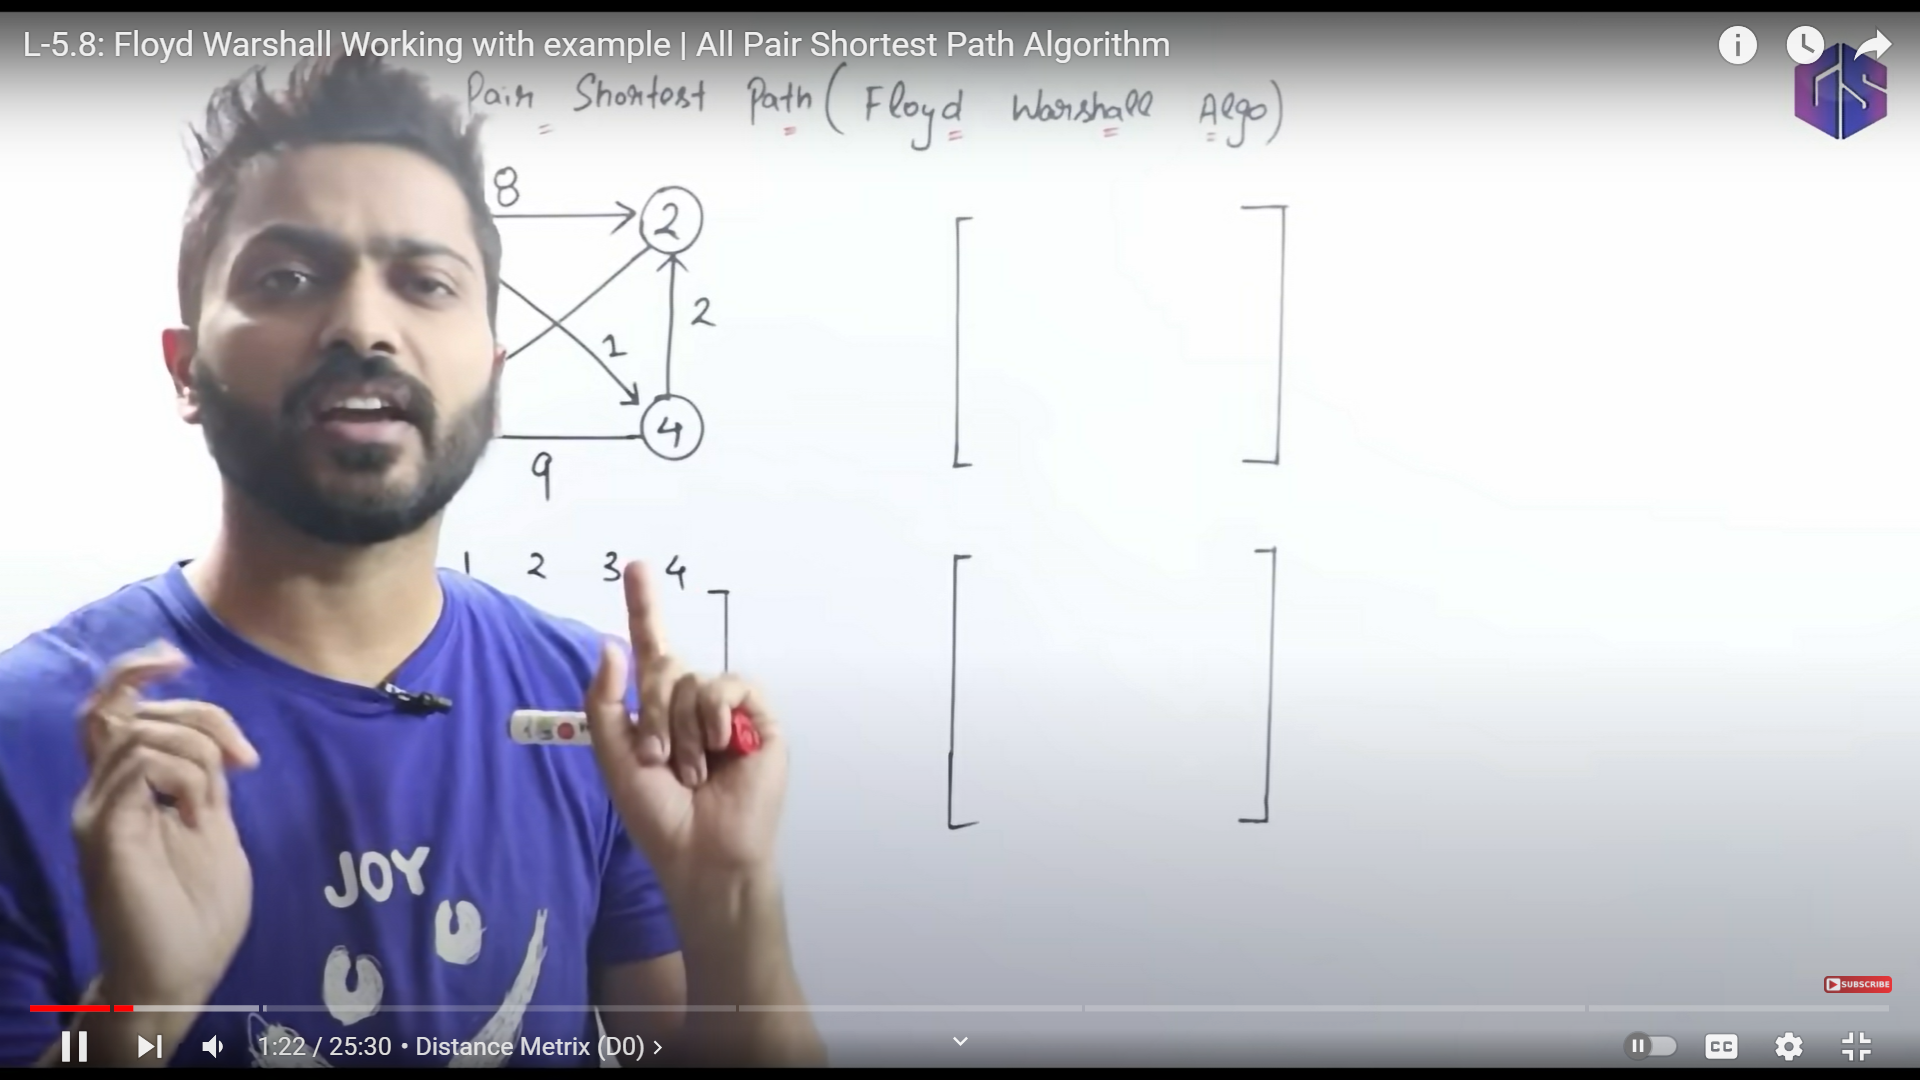 L-5.8: Floyd Warshall Working with example | All Pair Shortest Path Algorithm
Pair Shortest Path (Floyd Warshall Algo)
8
2
2
1
4
9
1 2 3 4
JOY
SUBSCRIBE
1:22 / 25:30 • Distance Metrix (D0) >
CC